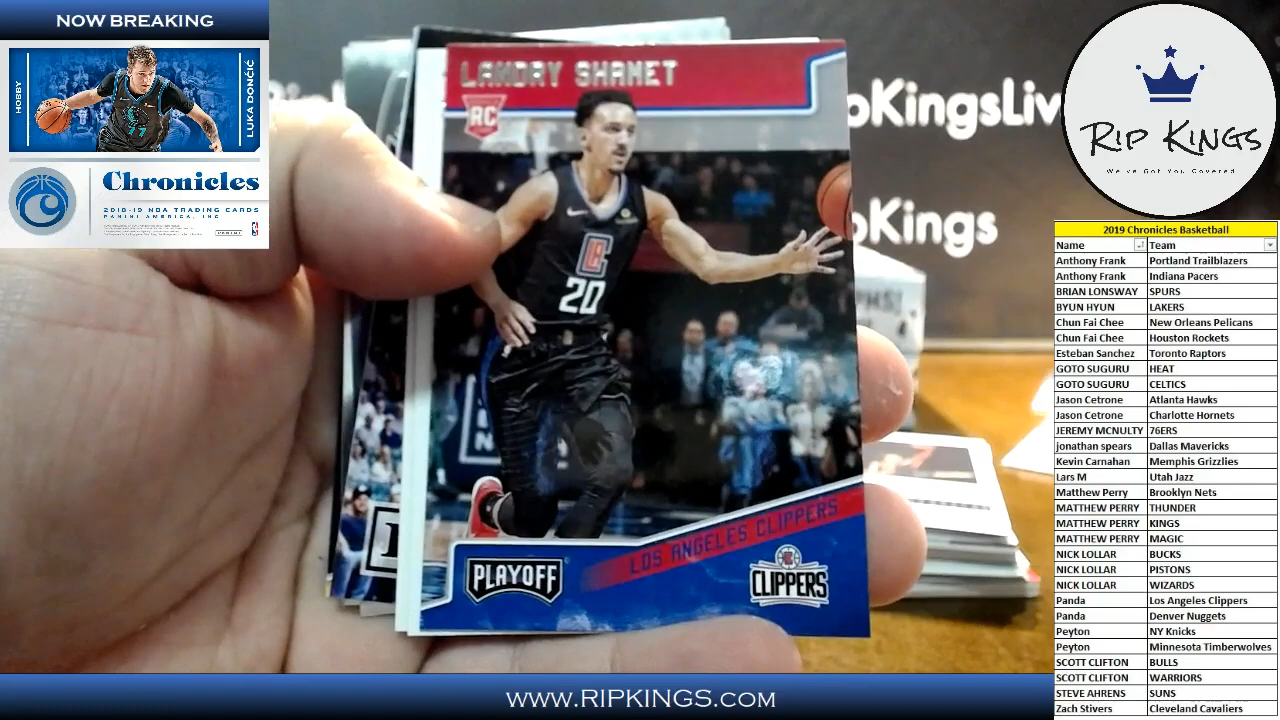 NOW BREAKING
HOBBY
LUKA DONČIĆ
77
Chronicles
2018-19 NBA TRADING CARDS
PANINI AMERICA, INC.
PANINI
LANDRY SHAMET
RC
20
LOS ANGELES CLIPPERS
PLAYOFF
CLIPPERS
pKingsLiv
pKings
RIP KINGS
We've Got You Covered
2019 Chronicles Basketball
Name Team
Anthony Frank Portland Trailblazers
Anthony Frank Indiana Pacers
BRIAN LONSWAY SPURS
BYUN HYUN LAKERS
Chun Fai Chee New Orleans Pelicans
Chun Fai Chee Houston Rockets
Esteban Sanchez Toronto Raptors
GOTO SUGURU HEAT
GOTO SUGURU CELTICS
Jason Cetrone Atlanta Hawks
Jason Cetrone Charlotte Hornets
JEREMY MCNULTY 76ERS
jonathan spears Dallas Mavericks
Kevin Carnahan Memphis Grizzlies
Lars M Utah Jazz
Matthew Perry Brooklyn Nets
MATTHEW PERRY THUNDER
MATTHEW PERRY KINGS
MATTHEW PERRY MAGIC
NICK LOLLAR BUCKS
NICK LOLLAR PISTONS
NICK LOLLAR WIZARDS
Panda Los Angeles Clippers
Panda Denver Nuggets
Peyton NY Knicks
Peyton Minnesota Timberwolves
SCOTT CLIFTON BULLS
SCOTT CLIFTON WARRIORS
STEVE AHRENS SUNS
Zach Stivers Cleveland Cavaliers
WWW.RIPKINGS.COM